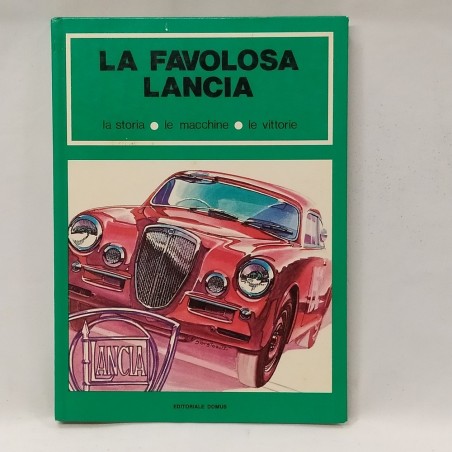 LA FAVOLOSA
LANCIA
la storia • le macchine • le vittorie
LANCIA
EDITORIALE DOMUS